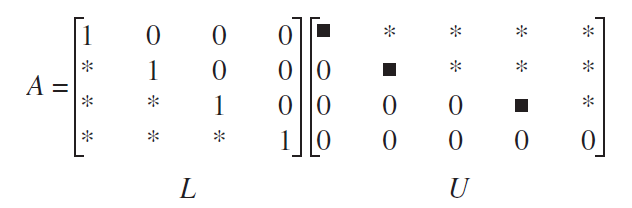 1 0 0 0 ■ * * * *
* 1 0 0 0 ■ * * *
A =
* * 1 0 0 0 0 ■ *
* * * 1 0 0 0 0 0
L U